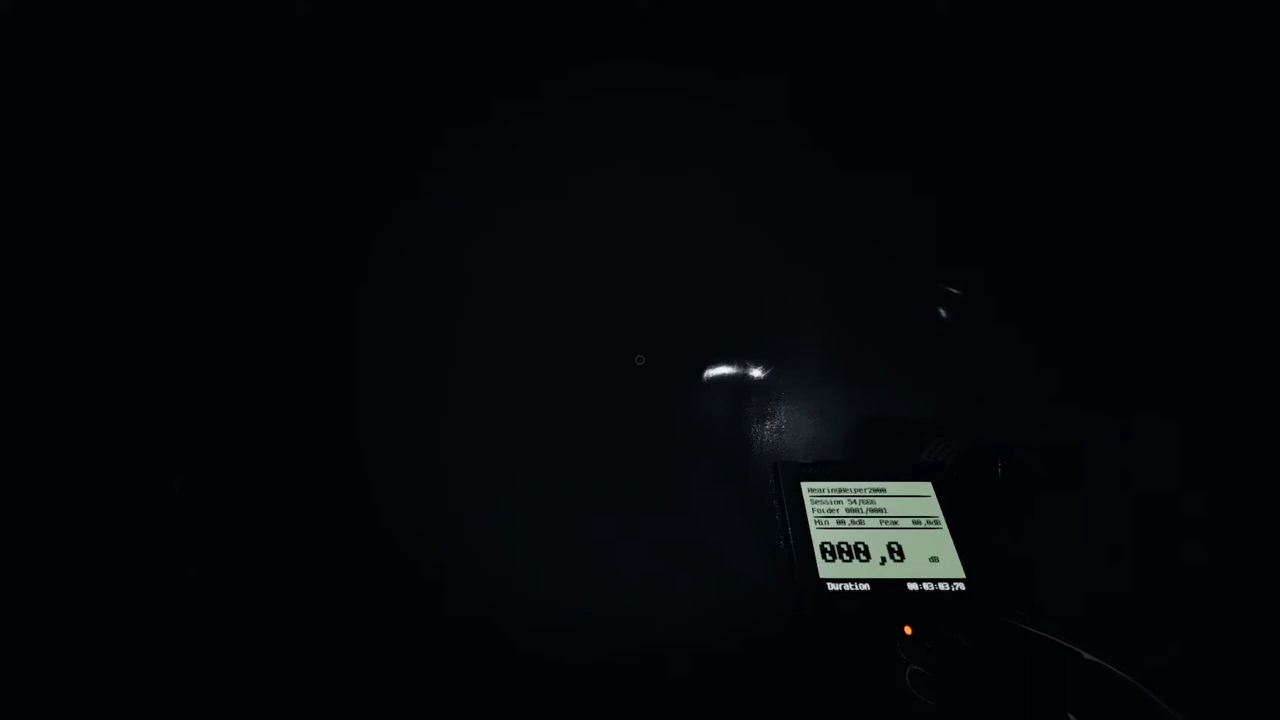 HearingHelper2000
Session 54/666
Folder 0001/0001
Min 00,0dB Peak 00,0dB
000,0 dB
Duration 00:03:03;78